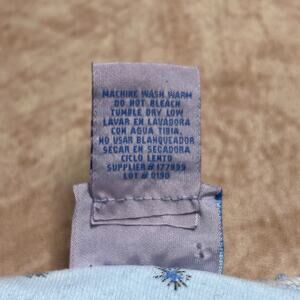 MACHINE WASH WARM
DO NOT BLEACH
TUMBLE DRY LOW
LAVAR EN LAVADORA
CON AGUA TIBIA.
NO USAR BLANQUEADOR
SECAR EN SECADORA
CICLO LENTO
SUPPLIER # 177939
LOT # 0190